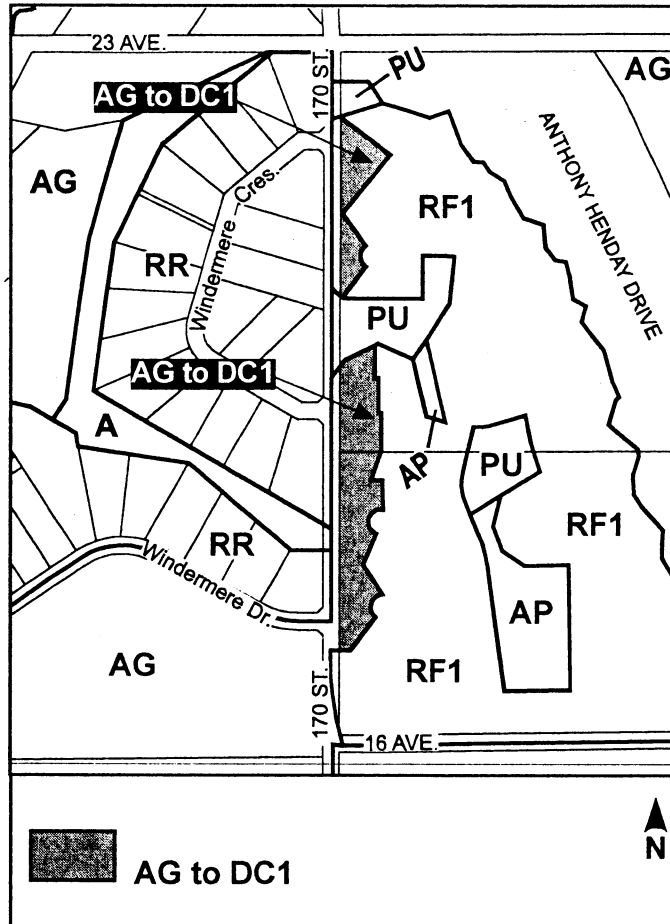 23 AVE.
170 ST.
PU
AG
AG to DC1
ANTHONY HENDAY DRIVE
AG
RF1
Windermere Cres.
RR
PU
AG to DC1
A
AP
PU
RF1
RR
Windermere Dr.
AP
AG
RF1
170 ST.
16 AVE.
N
AG to DC1